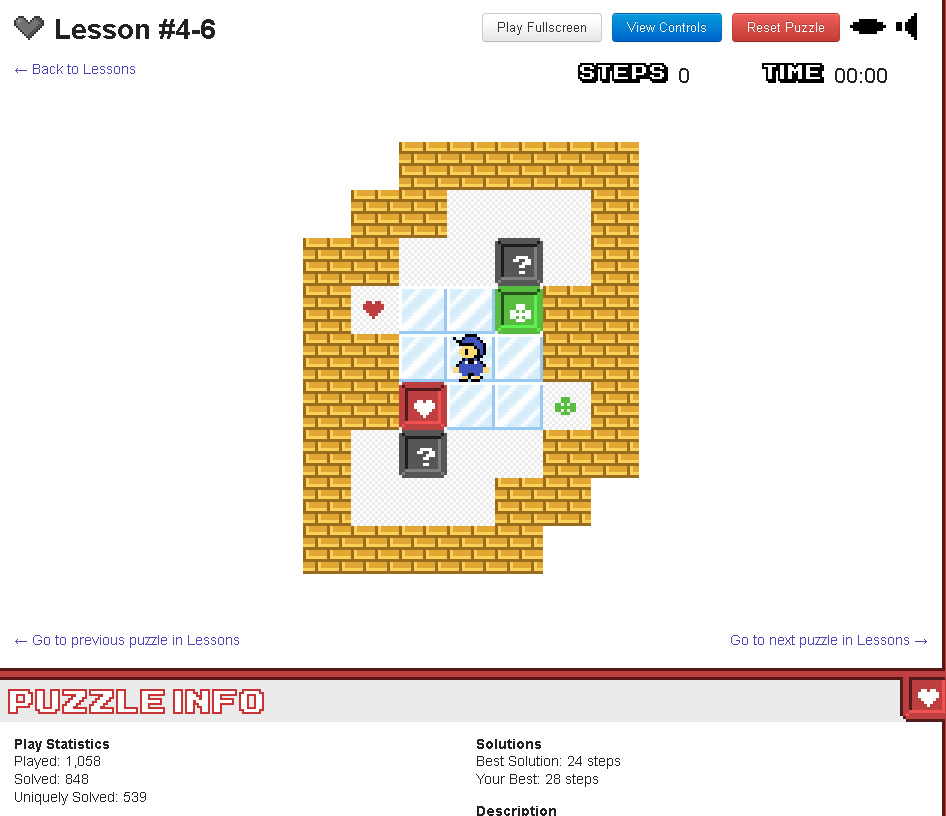 Lesson #4-6
Play Fullscreen
View Controls
Reset Puzzle
← Back to Lessons
STEPS 0
TIME 00:00
?
?
← Go to previous puzzle in Lessons
Go to next puzzle in Lessons →
PUZZLE INFO
Play Statistics
Played: 1,058
Solved: 848
Uniquely Solved: 539
Solutions
Best Solution: 24 steps
Your Best: 28 steps
Description